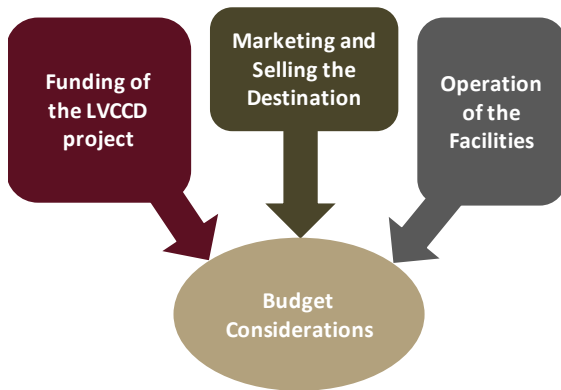 Funding of
the LVCCD
project
Marketing and
Selling the
Destination
Operation
of the
Facilities
Budget
Considerations